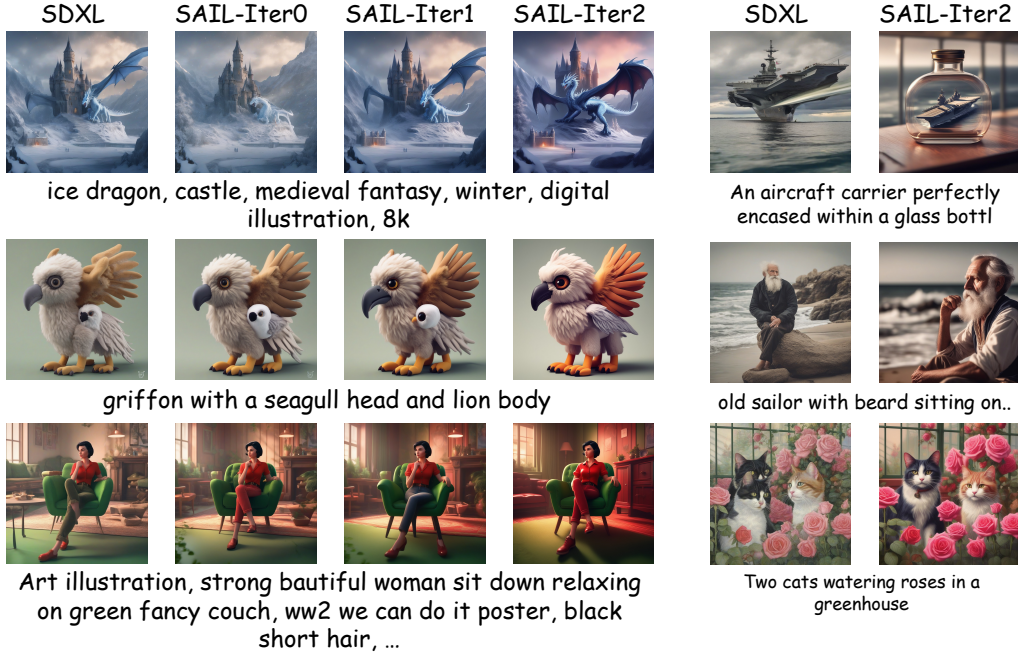 SDXL SAIL-Iter0 SAIL-Iter1 SAIL-Iter2
ice dragon, castle, medieval fantasy, winter, digital
illustration, 8k
griffon with a seagull head and lion body
Art illustration, strong bautiful woman sit down relaxing
on green fancy couch, ww2 we can do it poster, black
short hair, ...
SDXL SAIL-Iter2
An aircraft carrier perfectly
encased within a glass bottl
old sailor with beard sitting on..
Two cats watering roses in a
greenhouse